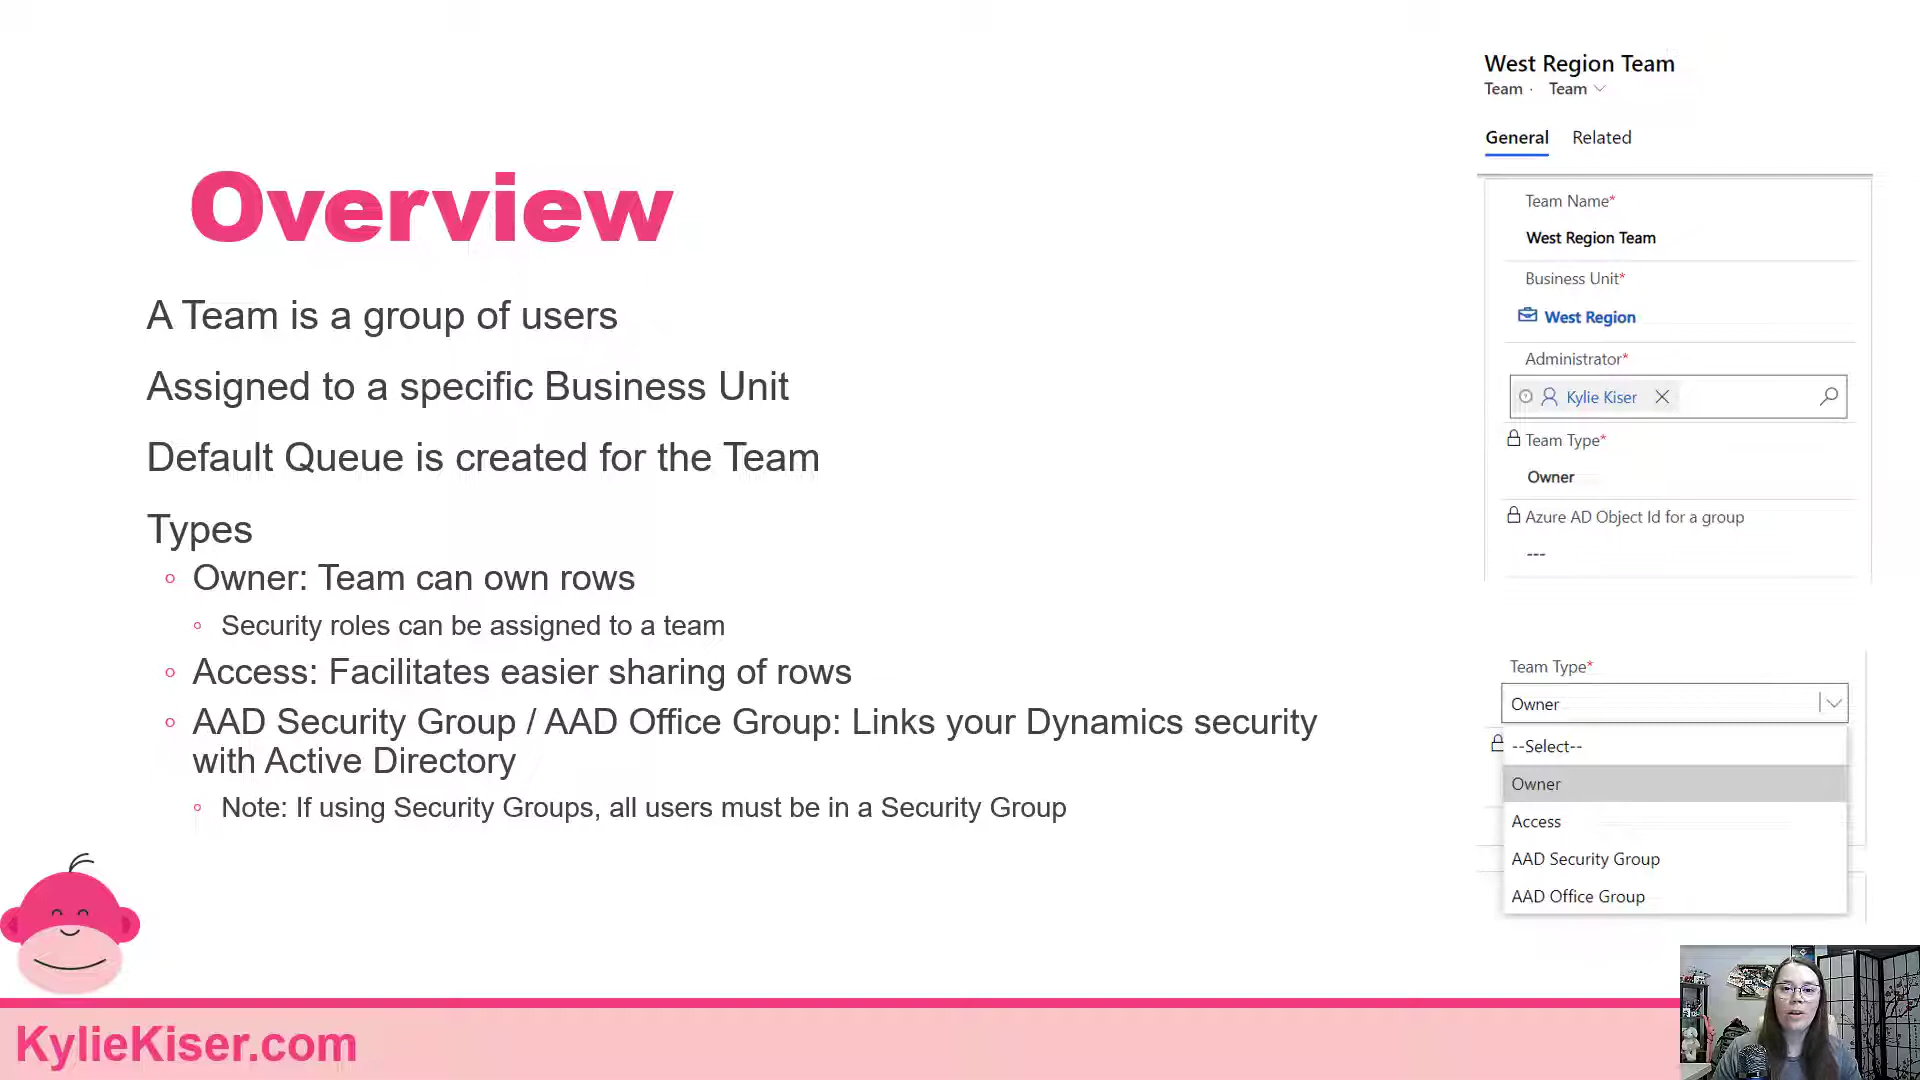 Overview
A Team is a group of users
Assigned to a specific Business Unit
Default Queue is created for the Team
Types
Owner: Team can own rows
Security roles can be assigned to a team
Access: Facilitates easier sharing of rows
AAD Security Group / AAD Office Group: Links your Dynamics security
with Active Directory
Note: If using Security Groups, all users must be in a Security Group
KylieKiser.com
West Region Team
Team · Team
General Related
Team Name*
West Region Team
Business Unit*
West Region
Administrator*
Kylie Kiser
Team Type*
Owner
Azure AD Object Id for a group
---
Team Type*
Owner
--Select--
Owner
Access
AAD Security Group
AAD Office Group